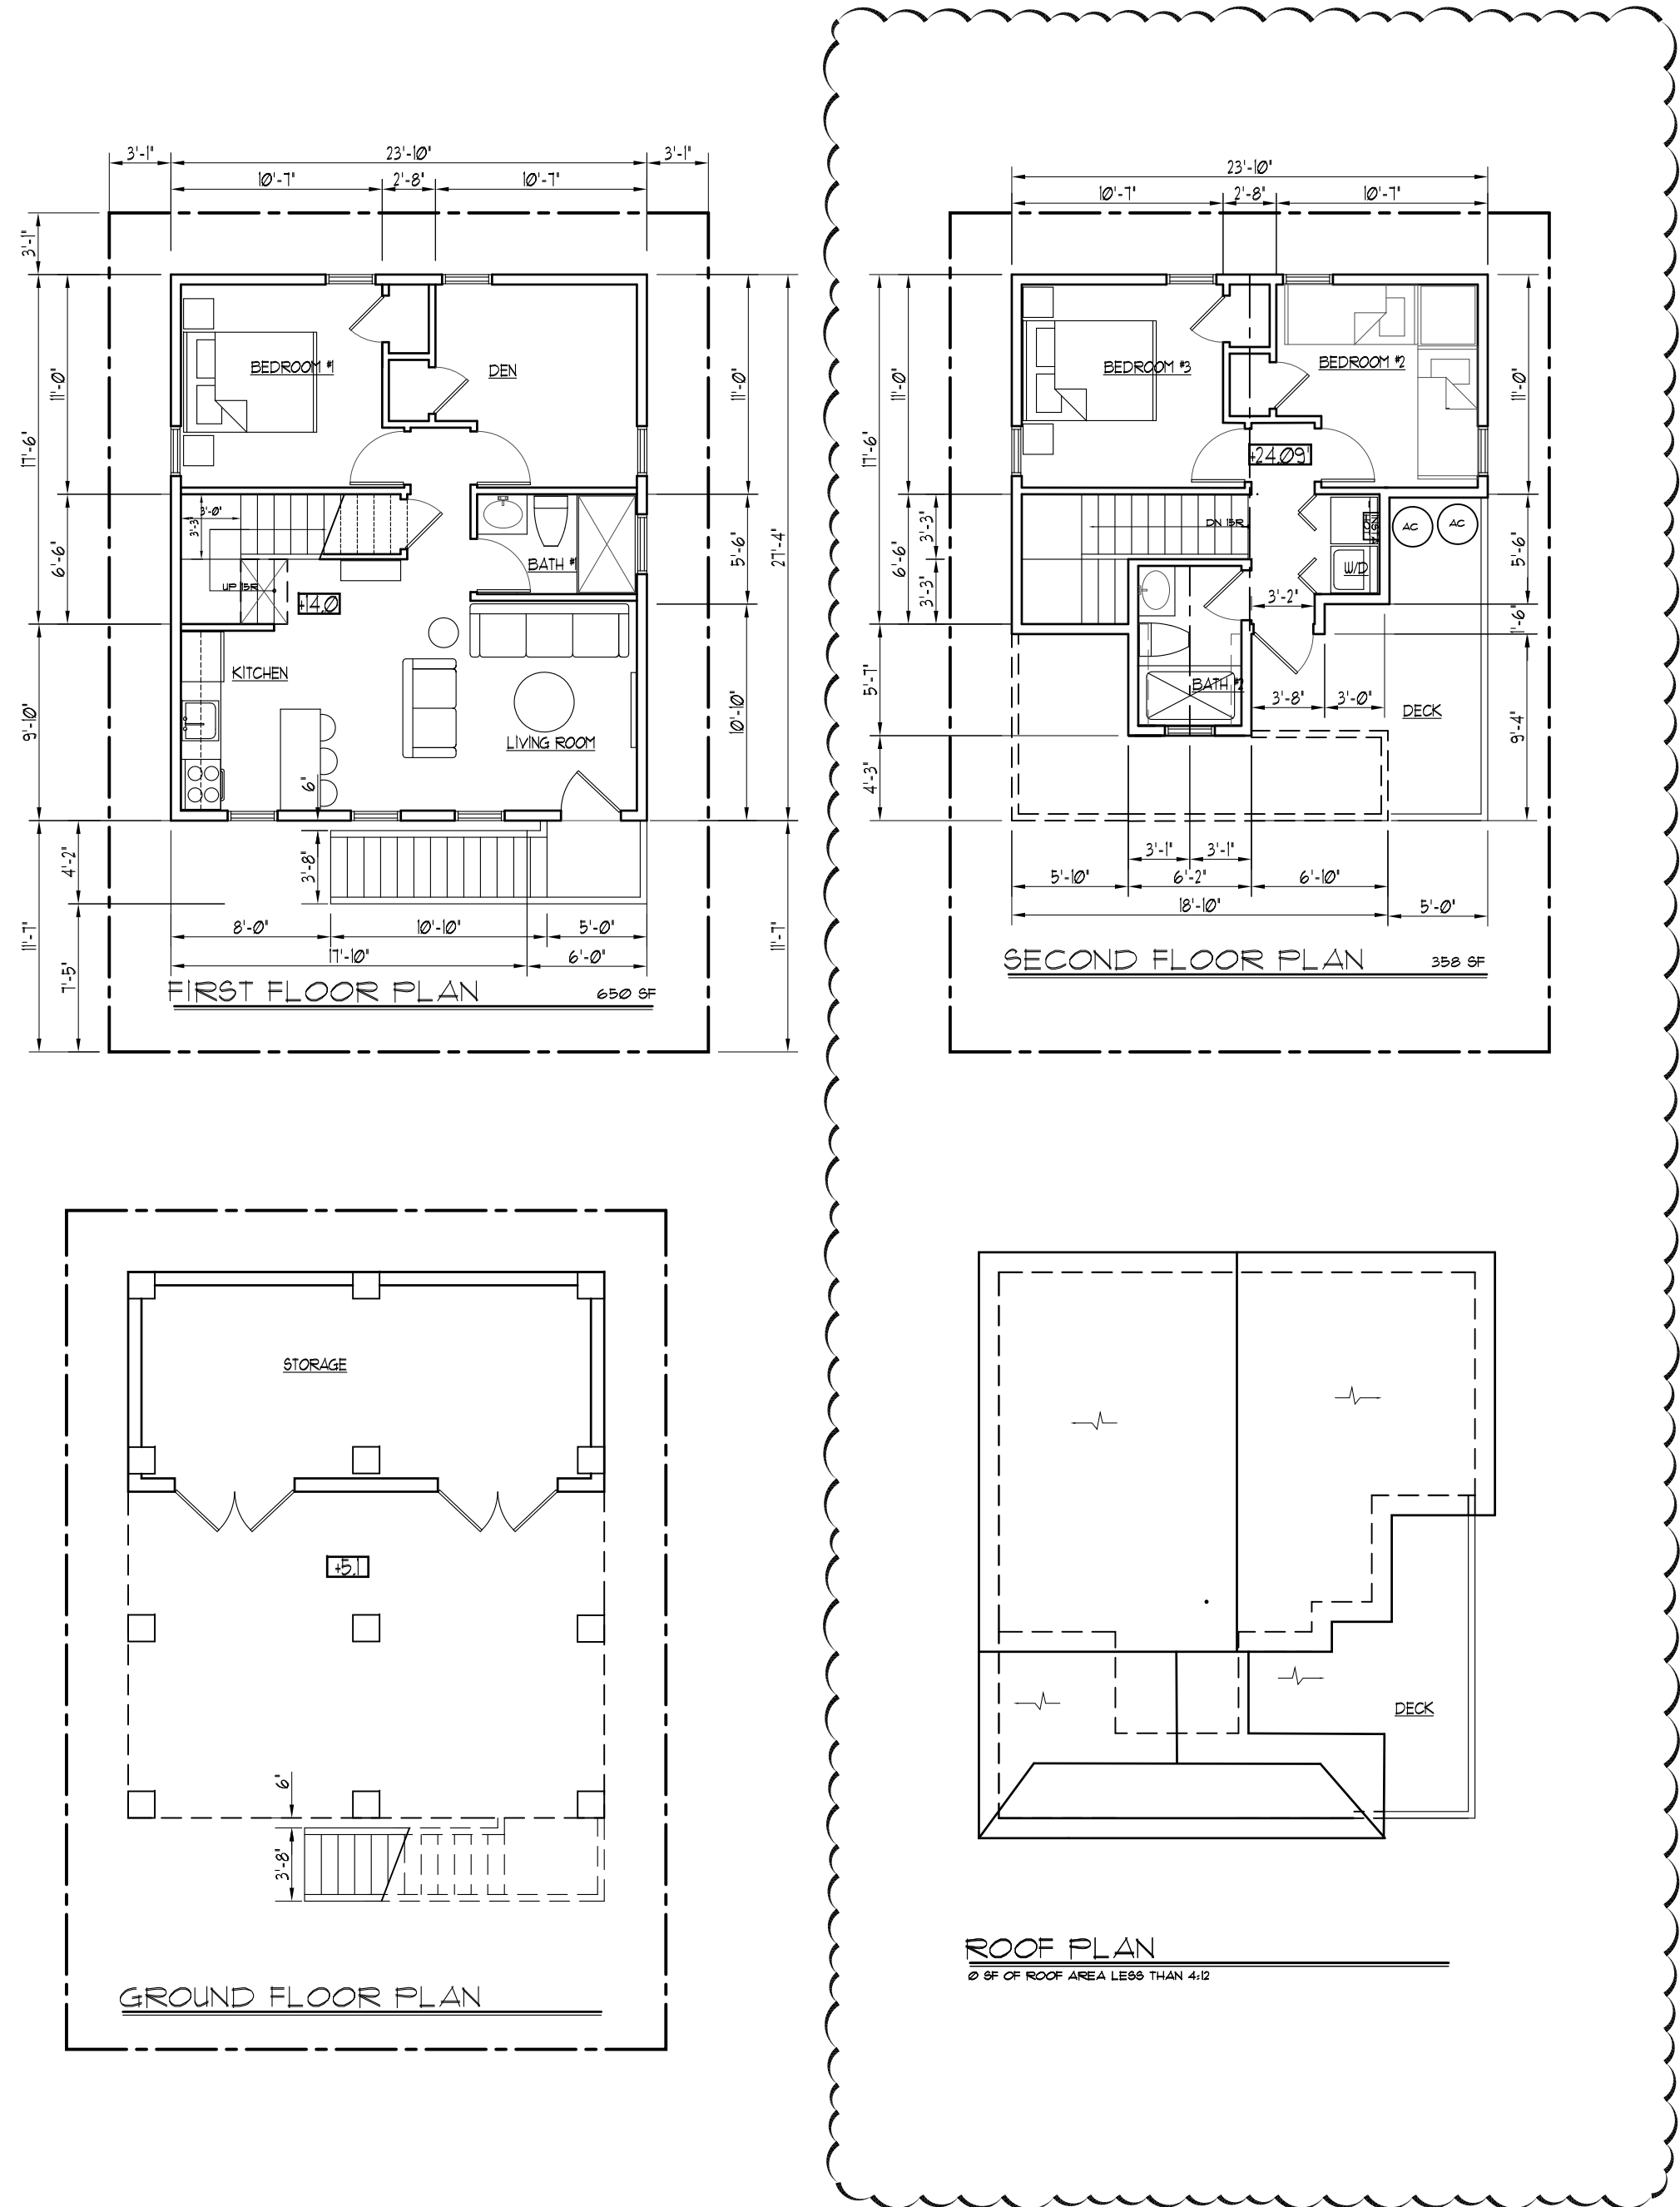 3'-1"
23'-10"
3'-1"
10'-7"
2'-8"
10'-7"
3'-1"
17'-6"
11'-0"
BEDROOM #1
DEN
11'-0"
27'-4"
3'-0"
3'-3"
6'-6"
UP 15R
+14.0
BATH #1
5'-6"
KITCHEN
LIVING ROOM
9'-10"
10'-10"
6"
4'-2"
3'-8"
8'-0"
10'-10"
5'-0"
17'-10"
6'-0"
11'-7"
7'-5"
11'-7"
FIRST FLOOR PLAN
650 SF
23'-10"
10'-7"
2'-8"
10'-7"
17'-6"
11'-0"
BEDROOM #3
BEDROOM #2
11'-0"
+24.09'
6'-6"
3'-3"
3'-3"
DN 15R
AC
AC
W/D
5'-6"
3'-2"
1'-6"
5'-7"
BATH #2
3'-8"
3'-0"
DECK
9'-4"
4'-3"
3'-1"
3'-1"
5'-10"
6'-2"
6'-10"
18'-10"
5'-0"
SECOND FLOOR PLAN
358 SF
STORAGE
+5.1
6"
3'-8"
GROUND FLOOR PLAN
DECK
ROOF PLAN
0 SF OF ROOF AREA LESS THAN 4:12